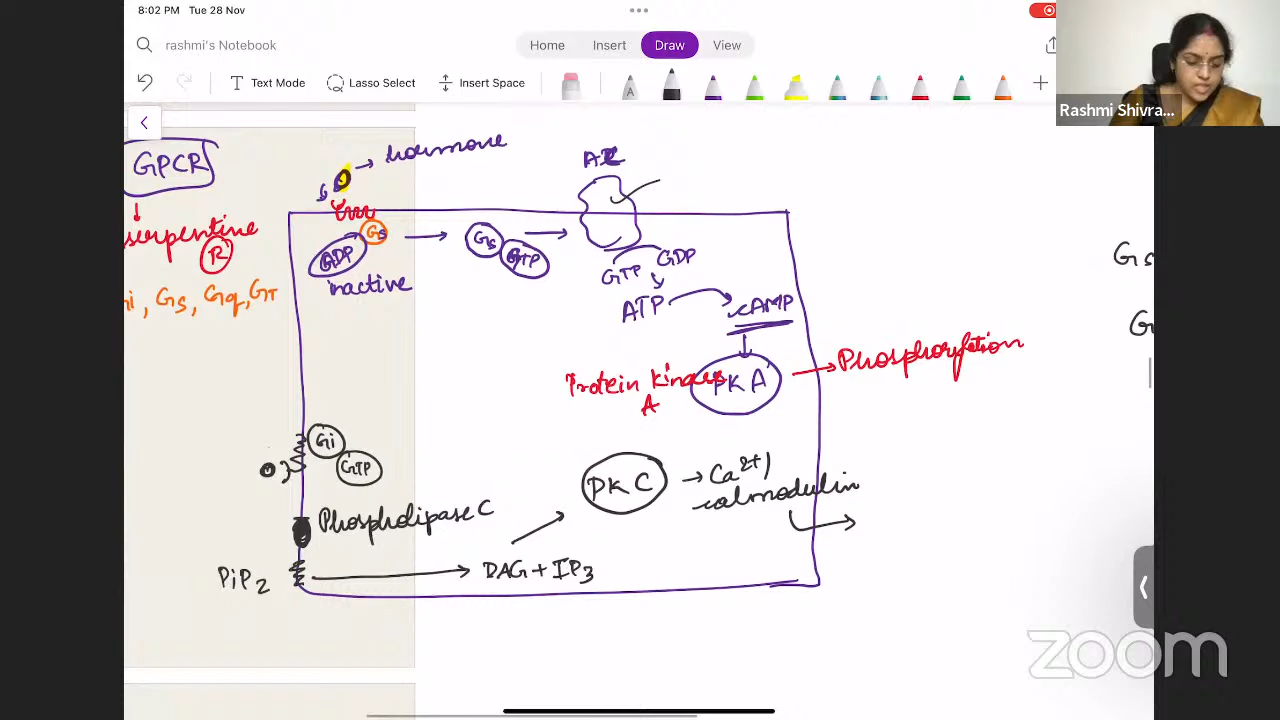 8:02 PM Tue 28 Nov
rashmi's Notebook
Home Insert Draw View
Text Mode Lasso Select Insert Space
A
Rashmi Shivra...
GPCR
serpentine
R
Gi, Gs, Gq, GT
hormone
AC
GDP
Gs
inactive
Gs
GTP
GTP
GDP
ATP
cAMP
Protein Kinase
A
PKA
Phosphorylation
Gi
GTP
PKC
Ca2+/
calmodulin
Phospholipase C
PiP2
DAG + IP3
Gs
G
zoom